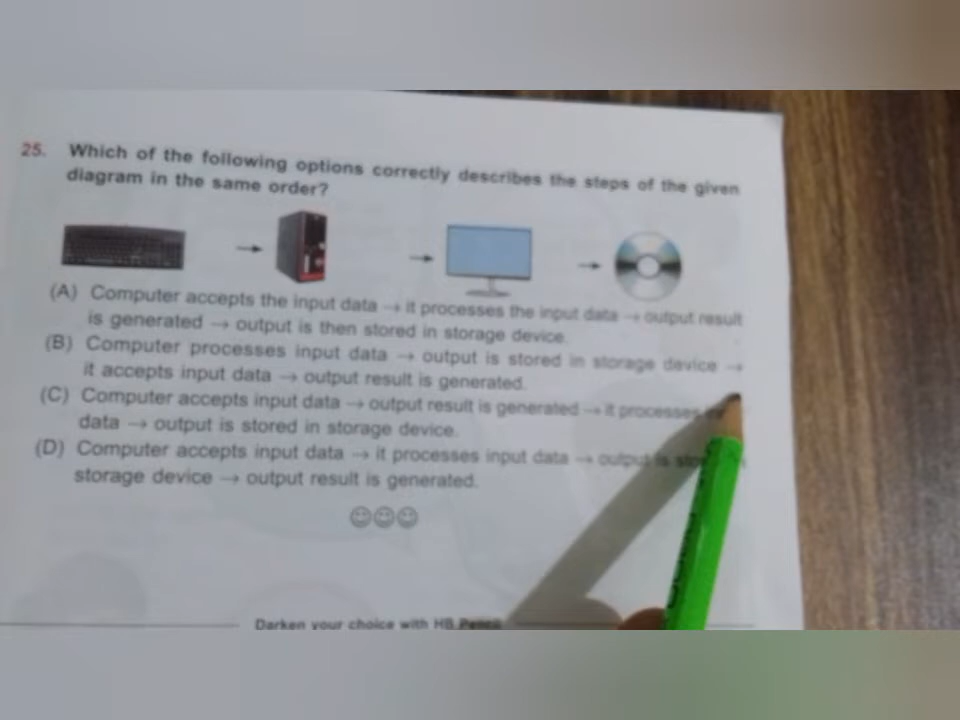 25. Which of the following options correctly describes the steps of the given
diagram in the same order?
(A) Computer accepts the input data → it processes the input data → output result
is generated → output is then stored in storage device.
(B) Computer processes input data → output is stored in storage device →
it accepts input data → output result is generated.
(C) Computer accepts input data → output result is generated → it processes
data → output is stored in storage device.
(D) Computer accepts input data → it processes input data → output is
storage device → output result is generated.
Darken your choice with HB Pencil